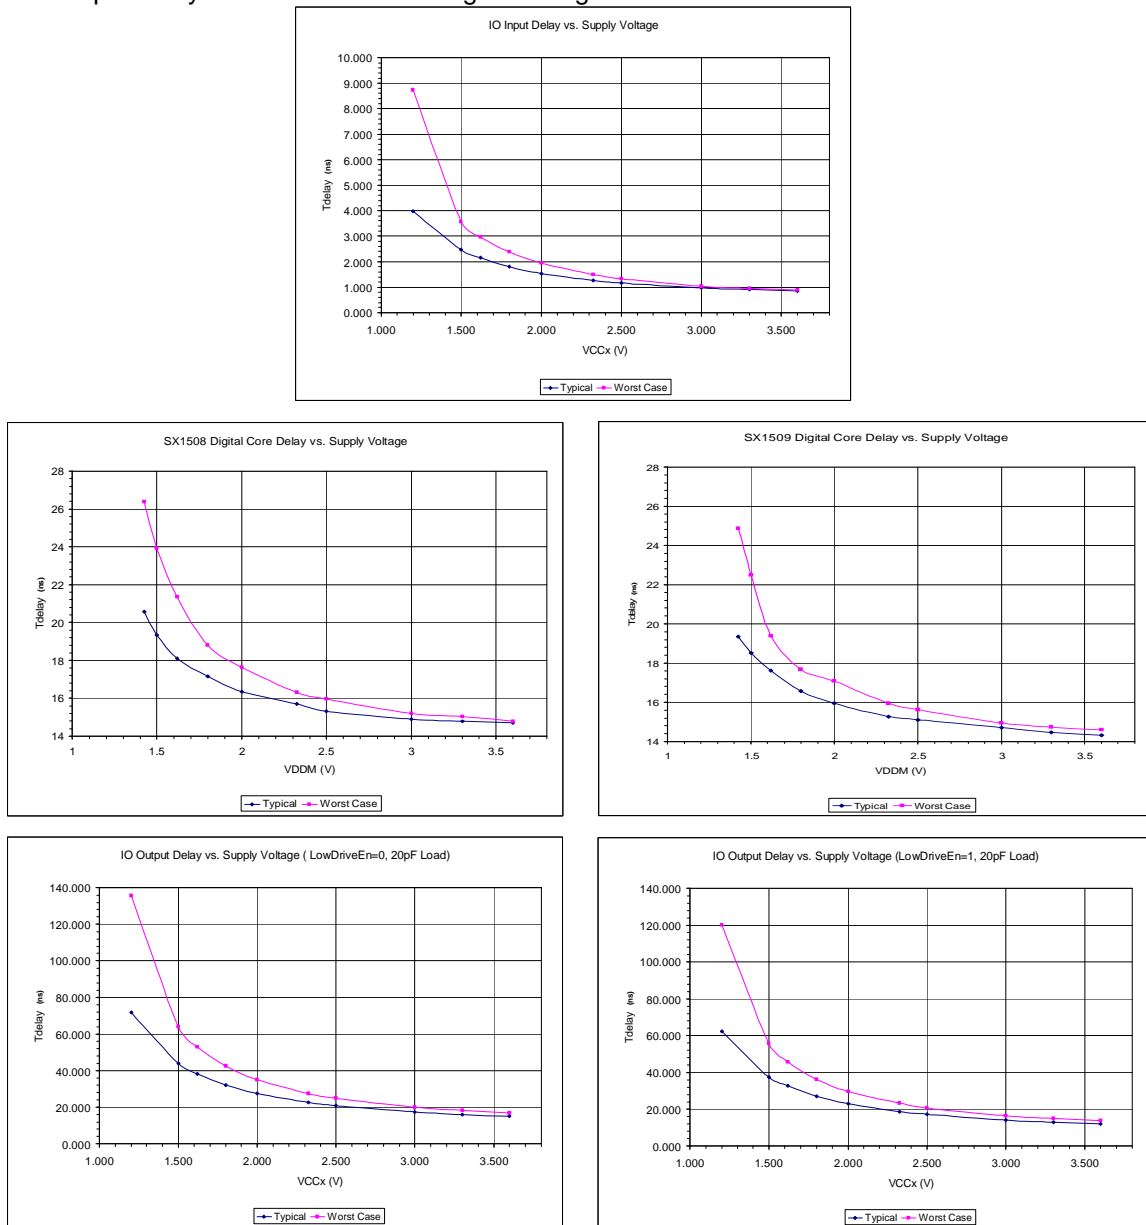 IO Input Delay vs. Supply Voltage
10.000
9.000
8.000
7.000
6.000
5.000
4.000
3.000
2.000
1.000
0.000
Tdelay (ns)
1.000 1.500 2.000 2.500 3.000 3.500
VCCx (V)
Typical Worst Case
SX1508 Digital Core Delay vs. Supply Voltage
28
26
24
22
20
18
16
14
Tdelay (ns)
1 1.5 2 2.5 3 3.5
VDDM (V)
Typical Worst Case
SX1509 Digital Core Delay vs. Supply Voltage
28
26
24
22
20
18
16
14
Tdelay (ns)
1 1.5 2 2.5 3 3.5
VDDM (V)
Typical Worst Case
IO Output Delay vs. Supply Voltage ( LowDriveEn=0, 20pF Load)
140.000
120.000
100.000
80.000
60.000
40.000
20.000
0.000
Tdelay (ns)
1.000 1.500 2.000 2.500 3.000 3.500
VCCx (V)
Typical Worst Case
IO Output Delay vs. Supply Voltage (LowDriveEn=1, 20pF Load)
140.000
120.000
100.000
80.000
60.000
40.000
20.000
0.000
Tdelay (ns)
1.000 1.500 2.000 2.500 3.000 3.500
VCCx (V)
Typical Worst Case